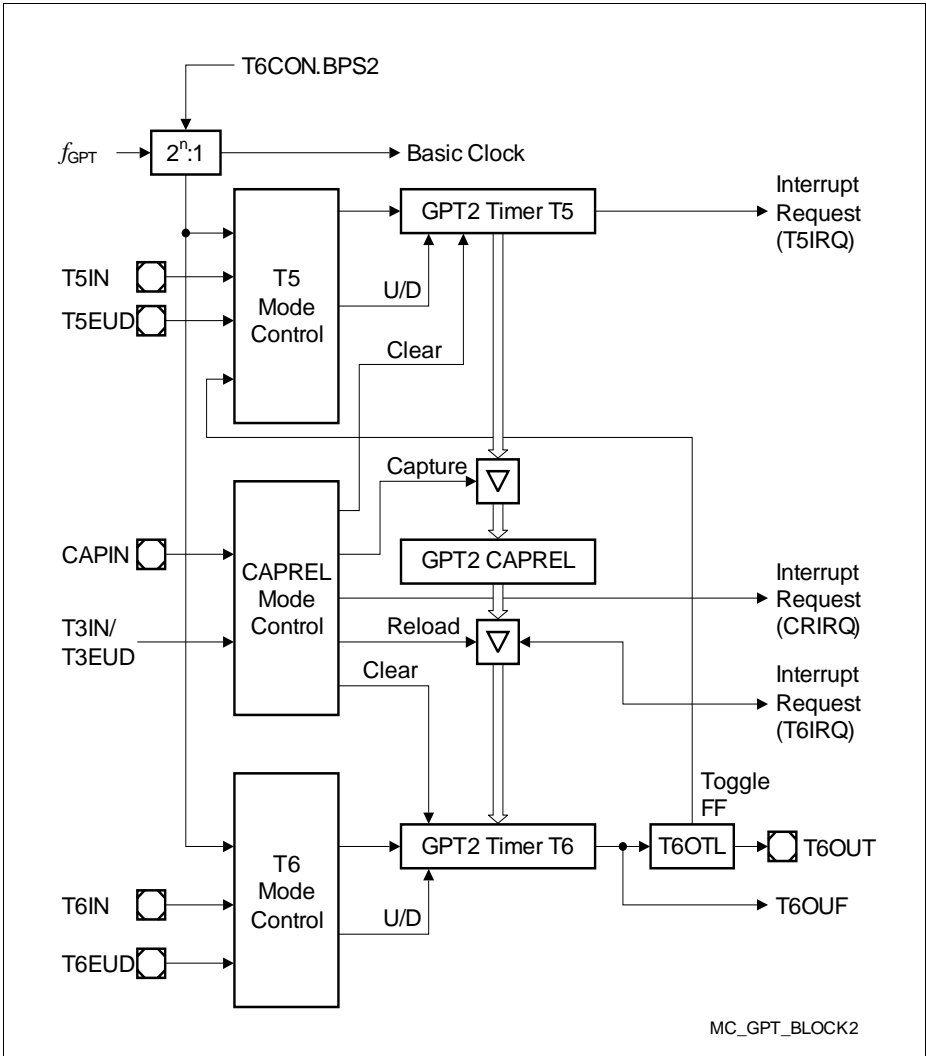 T6CON.BPS2
fGPT
2ⁿ:1
Basic Clock
GPT2 Timer T5
Interrupt
Request
(T5IRQ)
T5IN
T5EUD
T5
Mode
Control
U/D
Clear
Capture
CAPIN
T3IN/
T3EUD
CAPREL
Mode
Control
GPT2 CAPREL
Interrupt
Request
(CRIRQ)
Reload
Clear
Interrupt
Request
(T6IRQ)
Toggle
FF
GPT2 Timer T6
T6OTL
T6OUT
T6
Mode
Control
T6IN
T6EUD
U/D
T6OUF
MC_GPT_BLOCK2